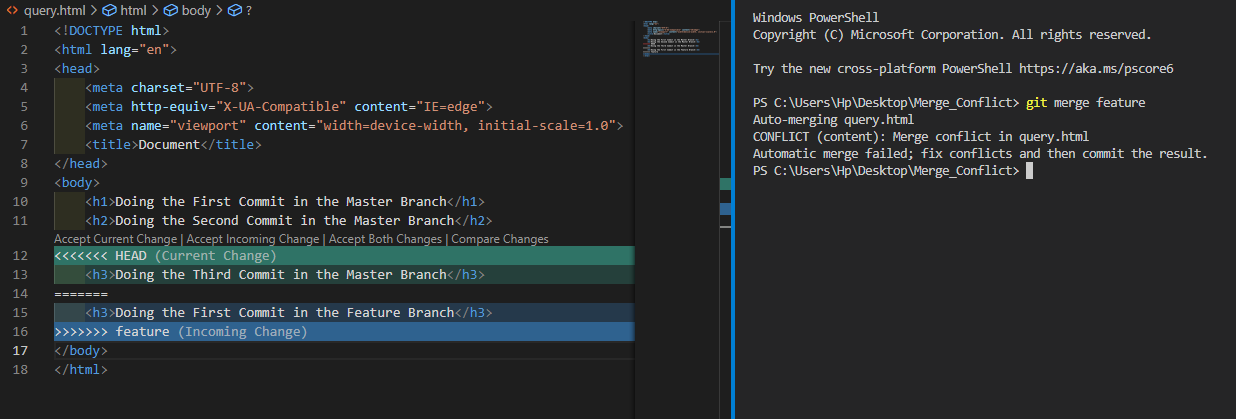 query.html > html > body > ?
1 <!DOCTYPE html>
2 <html lang="en">
3 <head>
4 <meta charset="UTF-8">
5 <meta http-equiv="X-UA-Compatible" content="IE=edge">
6 <meta name="viewport" content="width=device-width, initial-scale=1.0">
7 <title>Document</title>
8 </head>
9 <body>
10 <h1>Doing the First Commit in the Master Branch</h1>
11 <h2>Doing the Second Commit in the Master Branch</h2>
Accept Current Change | Accept Incoming Change | Accept Both Changes | Compare Changes
12 <<<<<<< HEAD (Current Change)
13 <h3>Doing the Third Commit in the Master Branch</h3>
14 =======
15 <h3>Doing the First Commit in the Feature Branch</h3>
16 >>>>>>> feature (Incoming Change)
17 </body>
18 </html>
Windows PowerShell
Copyright (C) Microsoft Corporation. All rights reserved.
Try the new cross-platform PowerShell https://aka.ms/pscore6
PS C:\Users\Hp\Desktop\Merge_Conflict> git merge feature
Auto-merging query.html
CONFLICT (content): Merge conflict in query.html
Automatic merge failed; fix conflicts and then commit the result.
PS C:\Users\Hp\Desktop\Merge_Conflict>